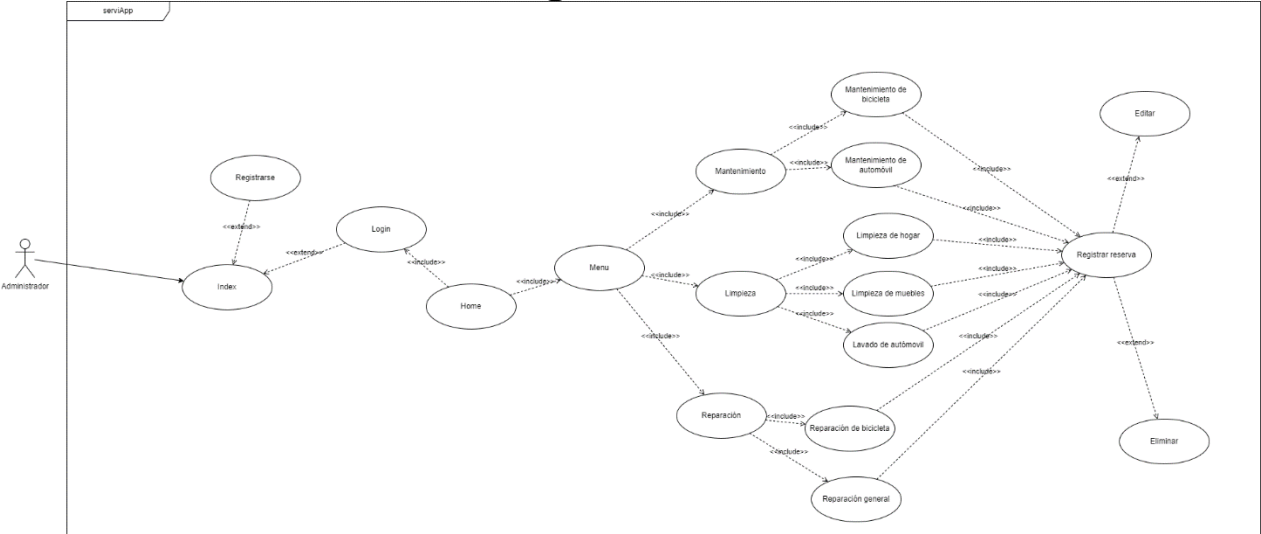 serviApp
Administrador
Registrarse
<<extend>>
Index
<<extend>>
Login
<<include>>
Home
<<include>>
Menu
<<include>>
<<include>>
<<include>>
Mantenimiento
<<include>>
<<include>>
Mantenimiento de
bicicleta
Mantenimiento de
automóvil
Limpieza
<<include>>
<<include>>
<<include>>
Limpieza de hogar
Limpieza de muebles
Lavado de autómovil
Reparación
<<include>>
<<include>>
Reparación de bicicleta
Reparación general
<<include>>
<<include>>
<<include>>
<<include>>
<<include>>
<<include>>
<<include>>
Registrar reserva
<<extend>>
Editar
<<extend>>
Eliminar